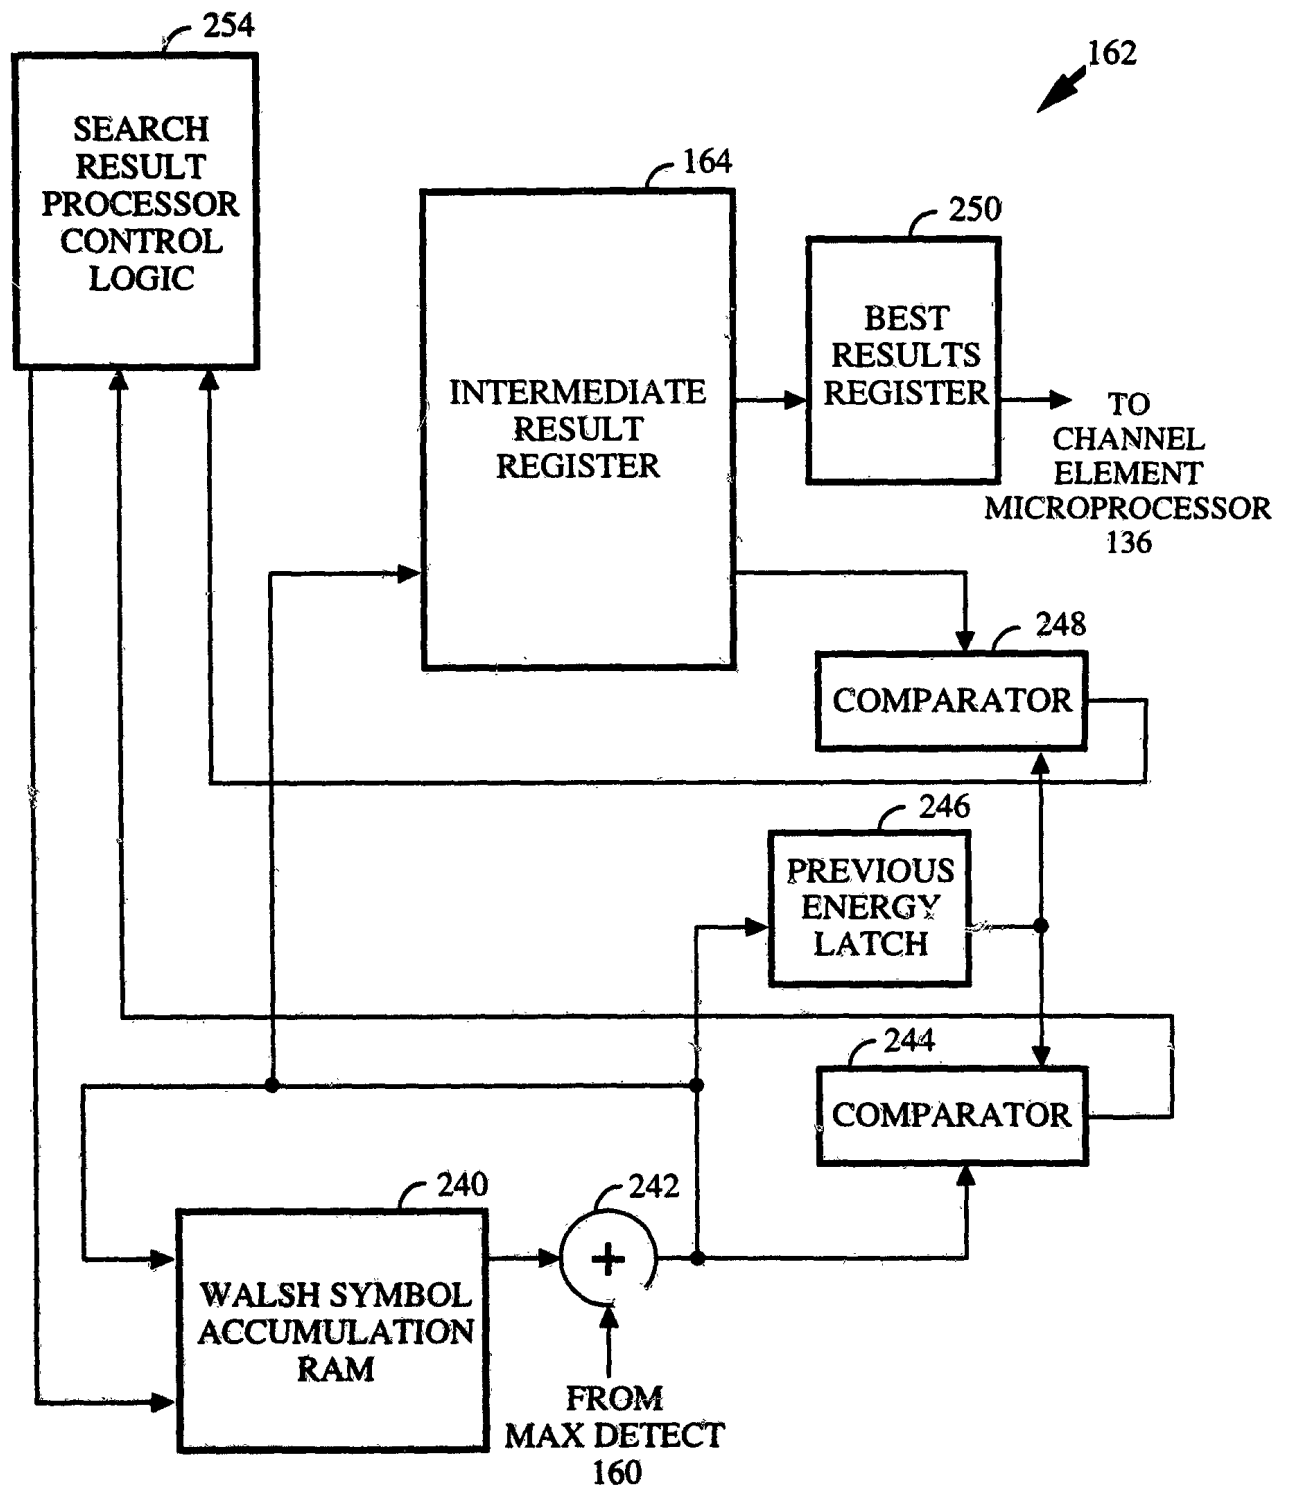 254
SEARCH
RESULT
PROCESSOR
CONTROL
LOGIC
162
164
INTERMEDIATE
RESULT
REGISTER
250
BEST
RESULTS
REGISTER
TO
CHANNEL
ELEMENT
MICROPROCESSOR
136
248
COMPARATOR
246
PREVIOUS
ENERGY
LATCH
244
COMPARATOR
240
WALSH SYMBOL
ACCUMULATION
RAM
242
+
FROM
MAX DETECT
160